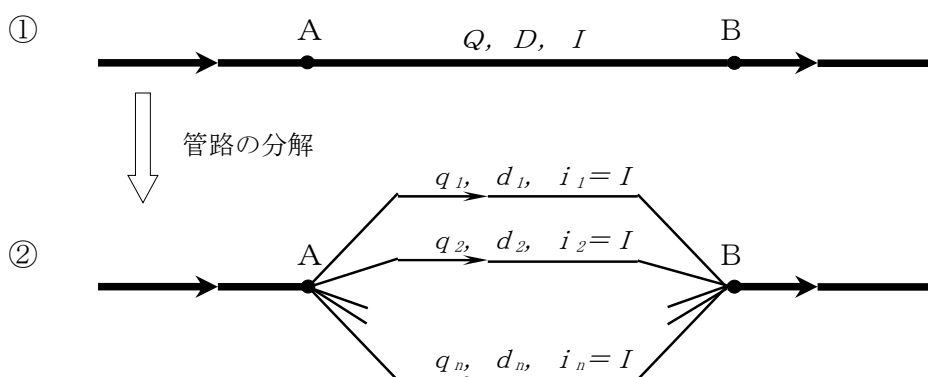 ①
A Q, D, I B
管路の分解
q1, d1, i1=I
②
A q2, d2, i2=I B
qn, dn, in=I